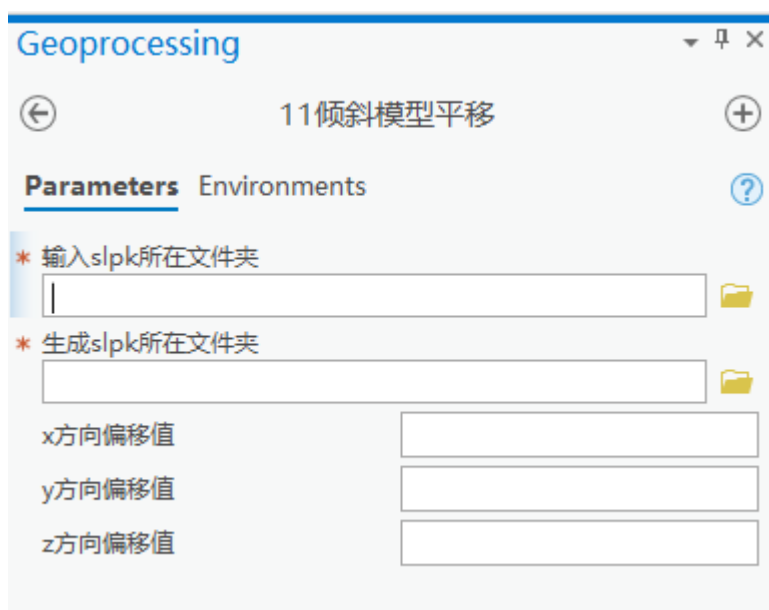 Geoprocessing
11倾斜模型平移
Parameters Environments
* 输入slpk所在文件夹
* 生成slpk所在文件夹
x方向偏移值
y方向偏移值
z方向偏移值